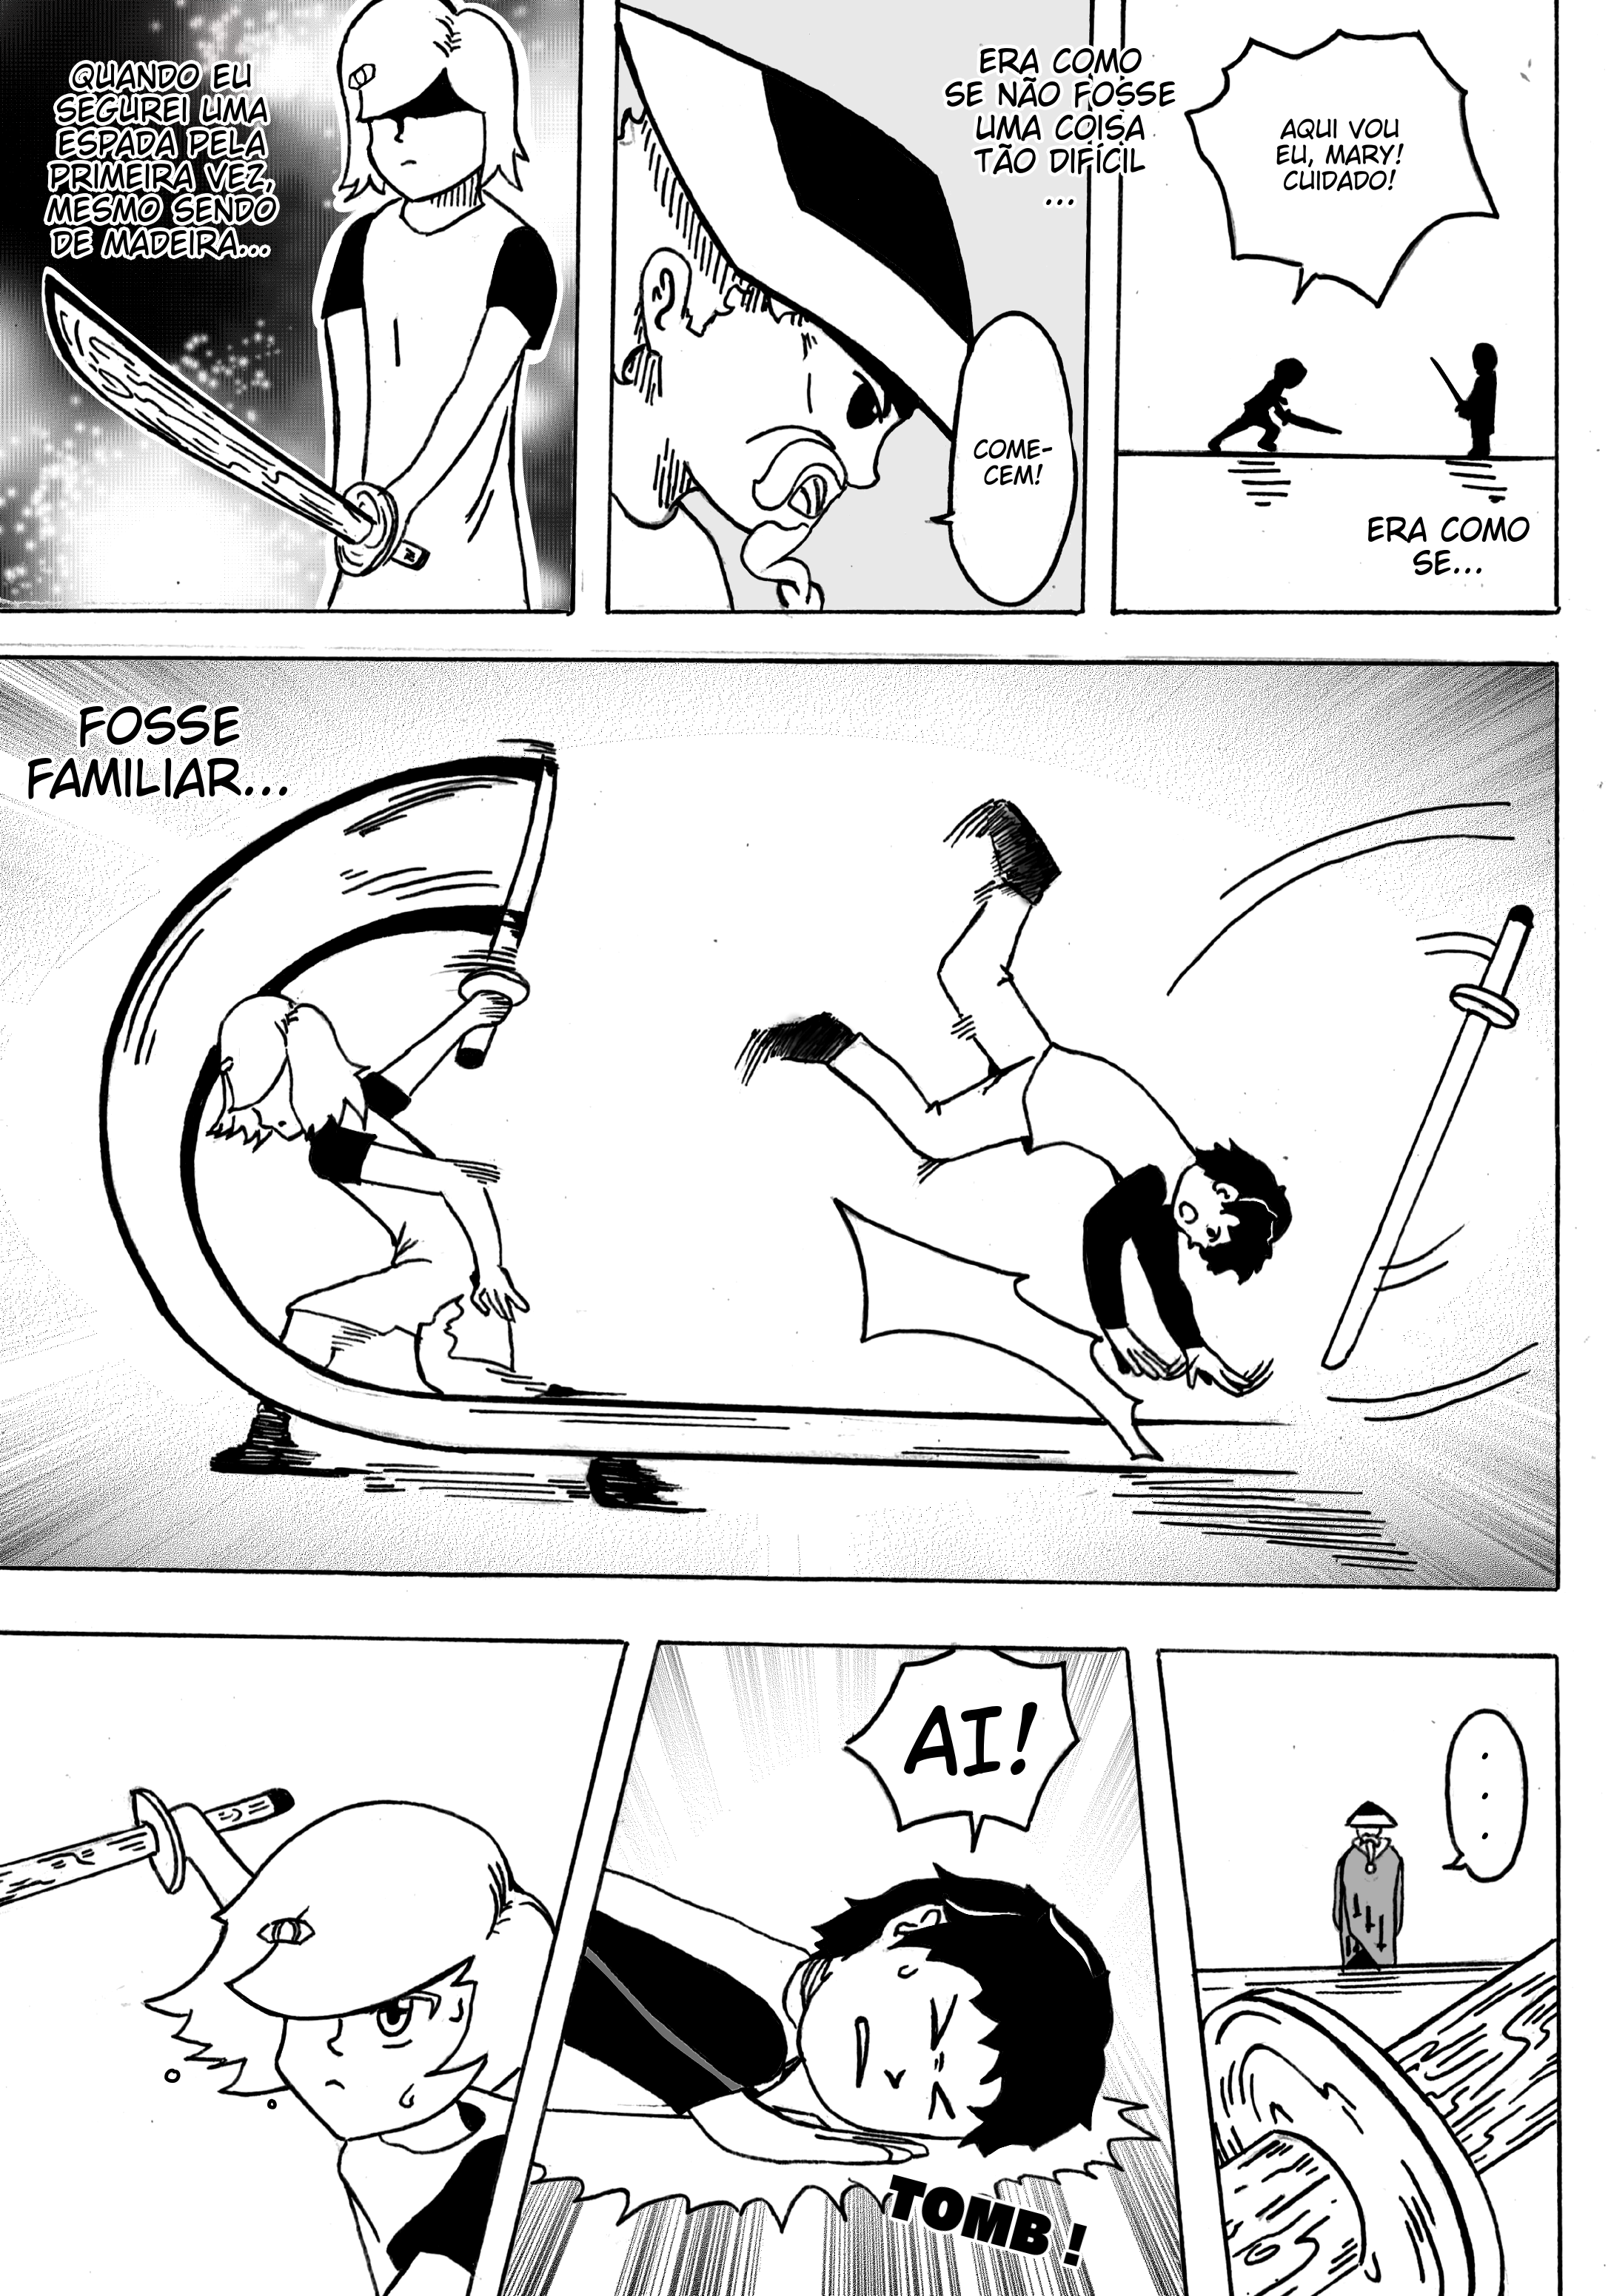 QUANDO EU
SEGUREI UMA
ESPADA PELA
PRIMEIRA VEZ,
MESMO SENDO
DE MADEIRA...
ERA COMO
SE NÃO FOSSE
UMA COISA
TÃO DIFÍCIL
...
COME-
CEM!
AQUI VOU
EU, MARY!
CUIDADO!
ERA COMO
SE...
FOSSE
FAMILIAR...
AI!
TOMB!
...